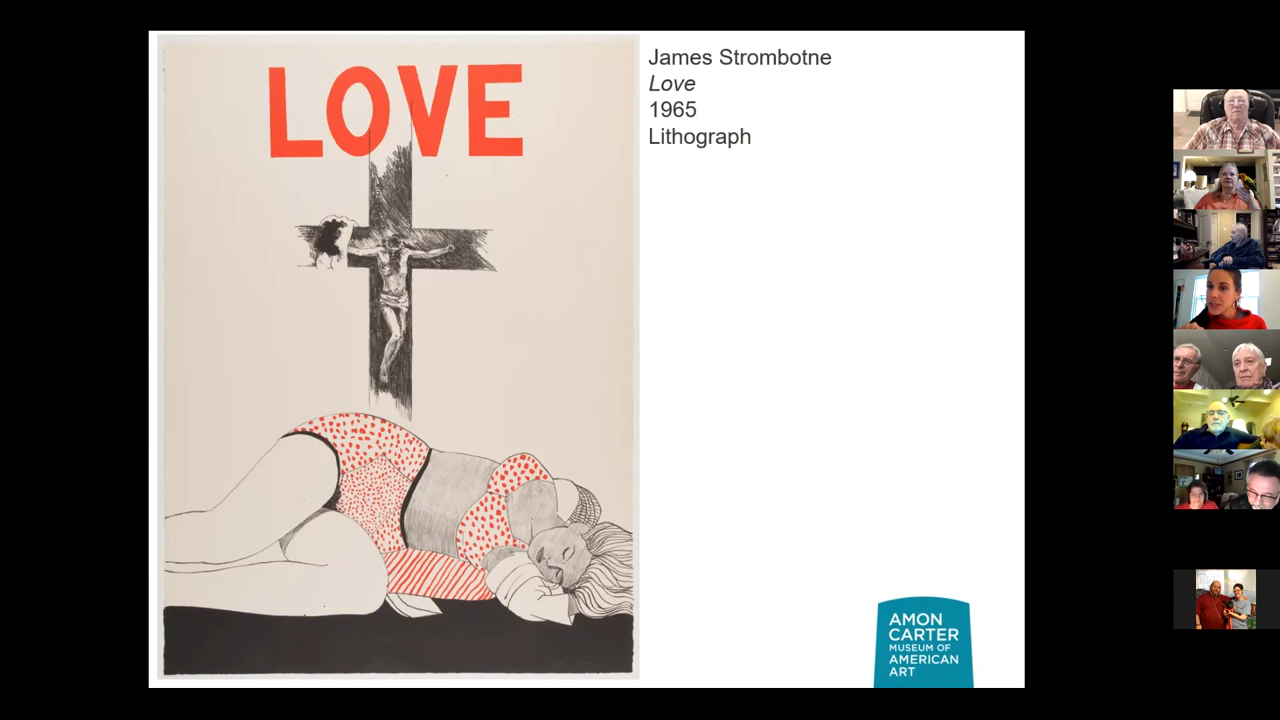 LOVE
James Strombotne
Love
1965
Lithograph
AMON
CARTER
MUSEUM OF
AMERICAN
ART